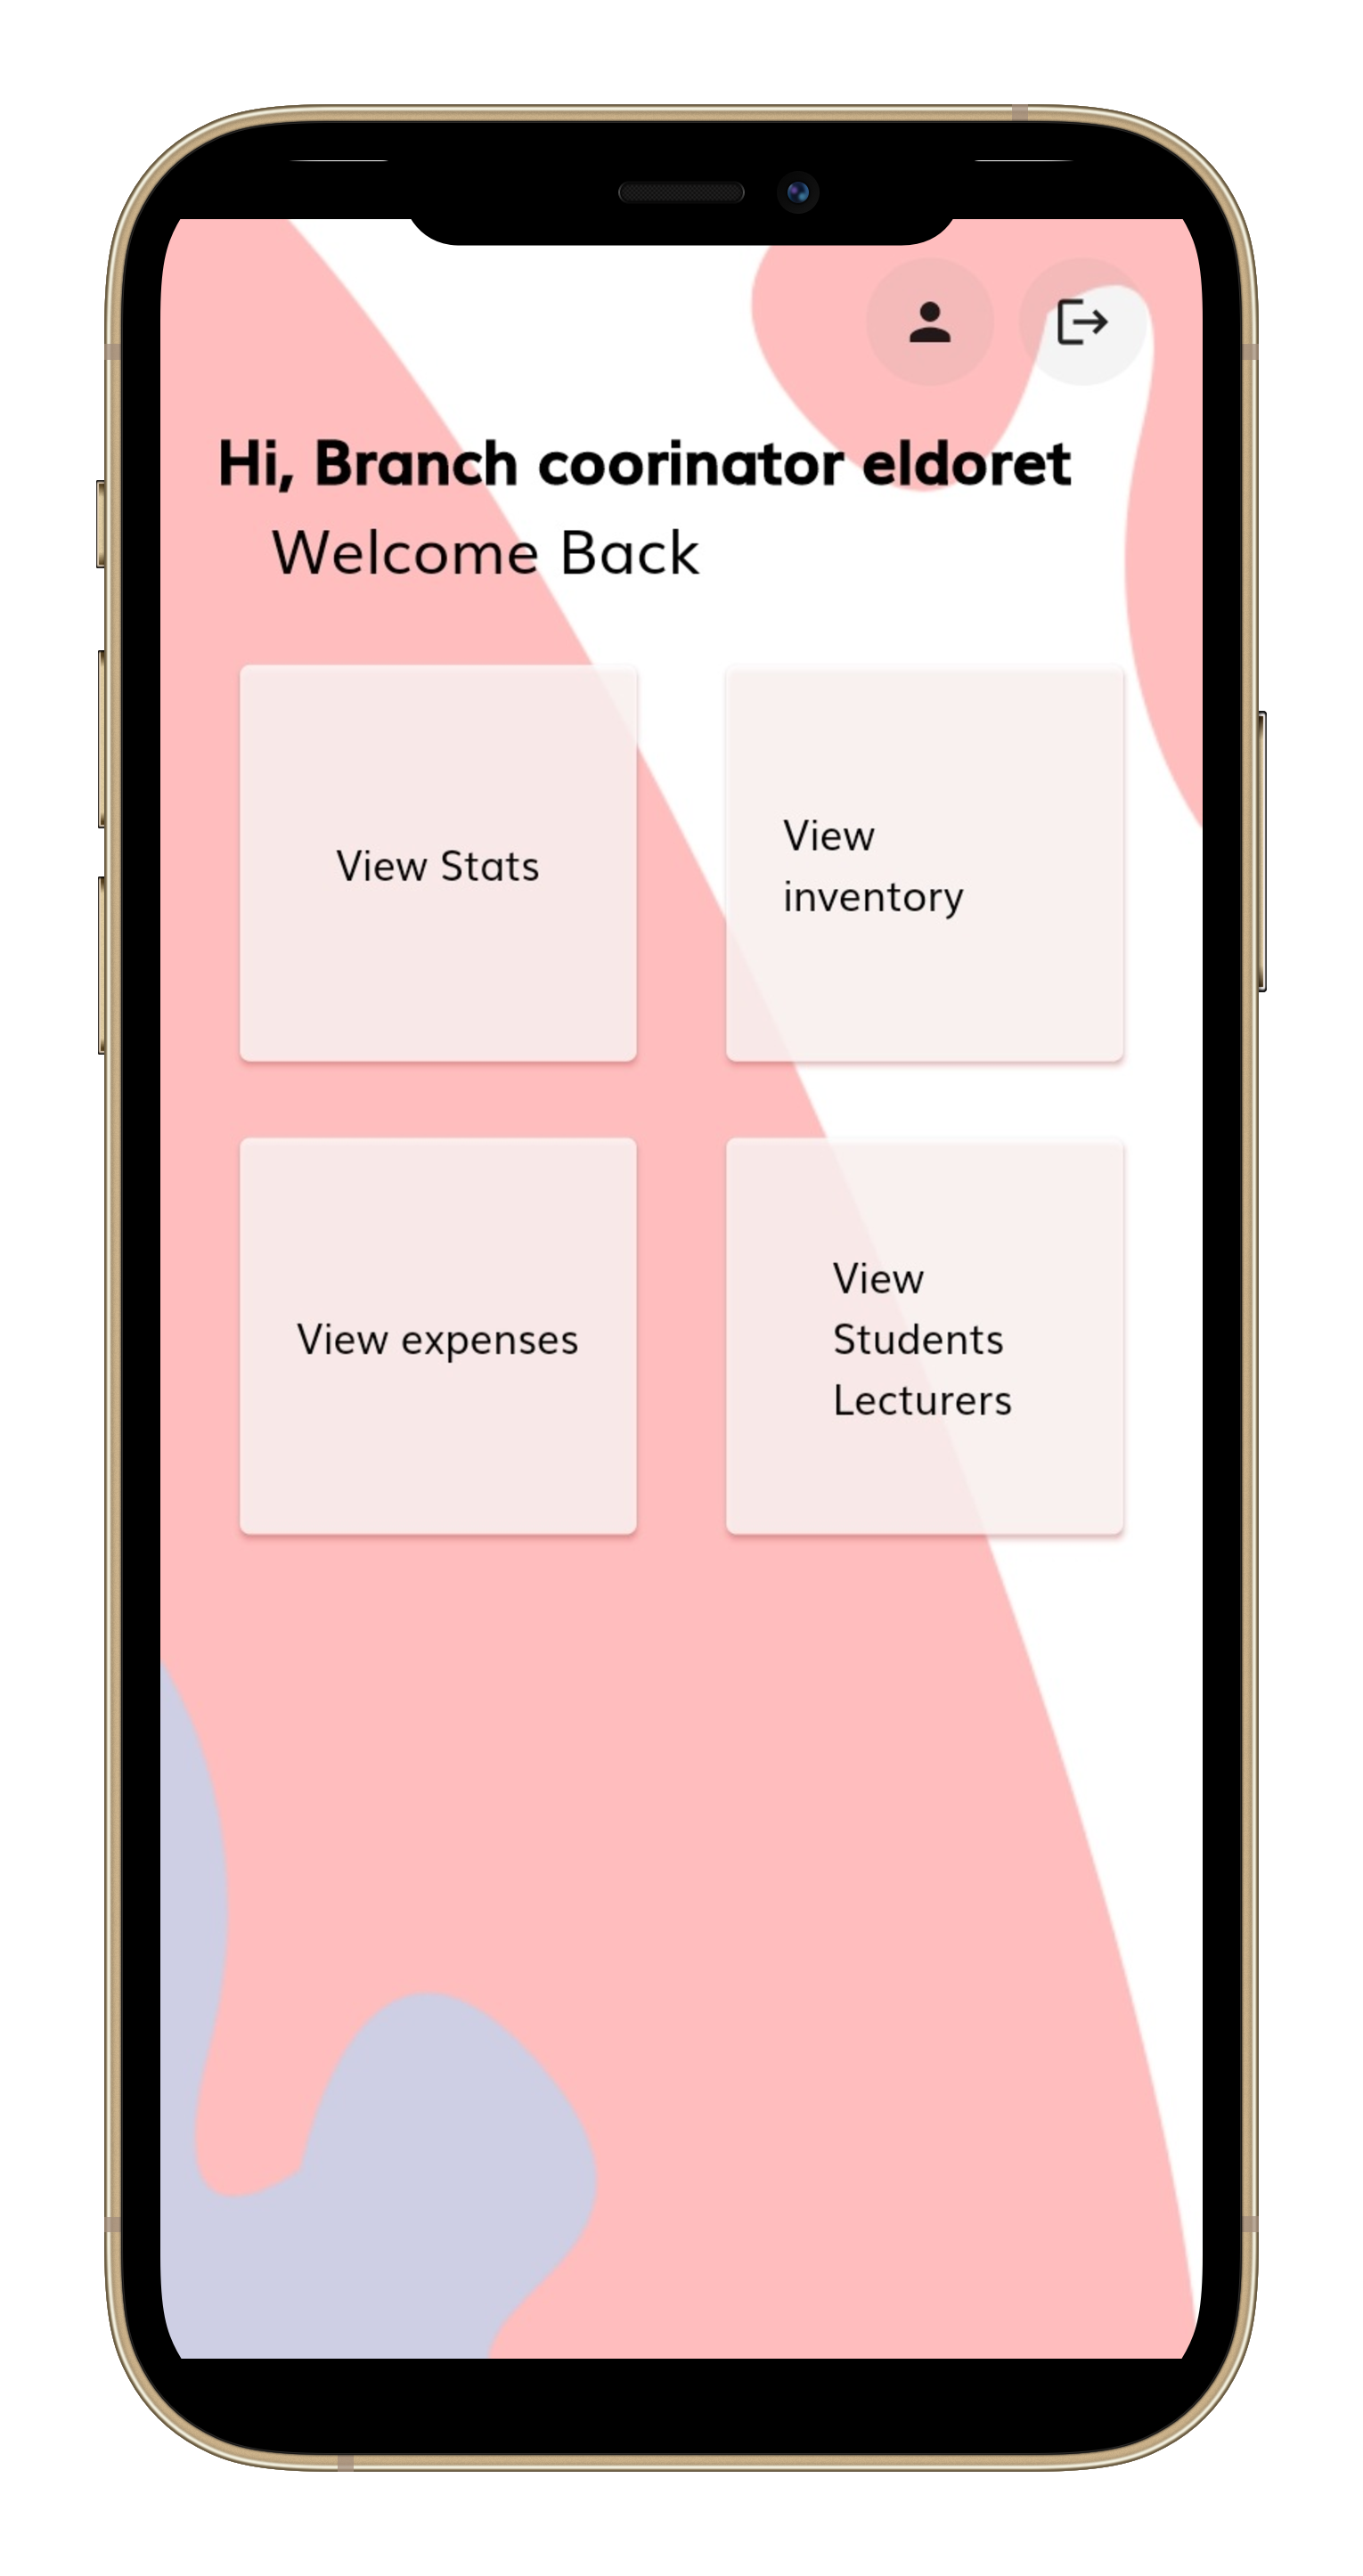 Hi, Branch coorinator eldoret
Welcome Back
View Stats
View
inventory
View expenses
View
Students
Lecturers